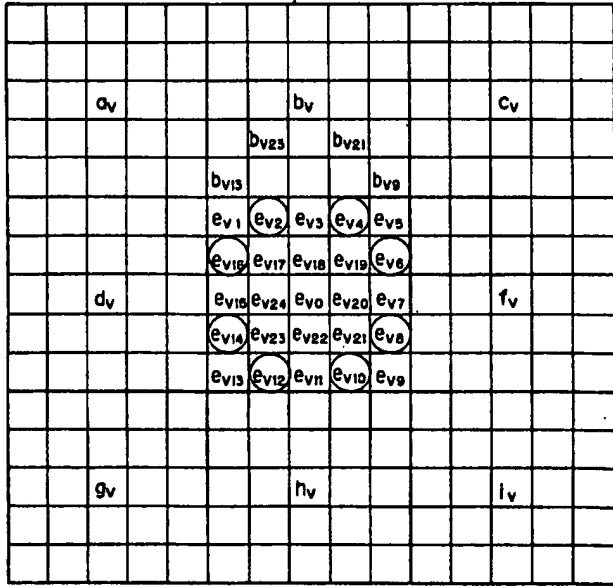 av bv cv
bv23 bv21
bv13 bv9
ev1 ev2 ev3 ev4 ev5
ev16 ev17 ev18 ev19 ev6
dv ev15 ev24 ev0 ev20 ev7 fv
ev14 ev23 ev22 ev21 ev8
ev13 ev12 ev11 ev10 ev9
gv hv iv